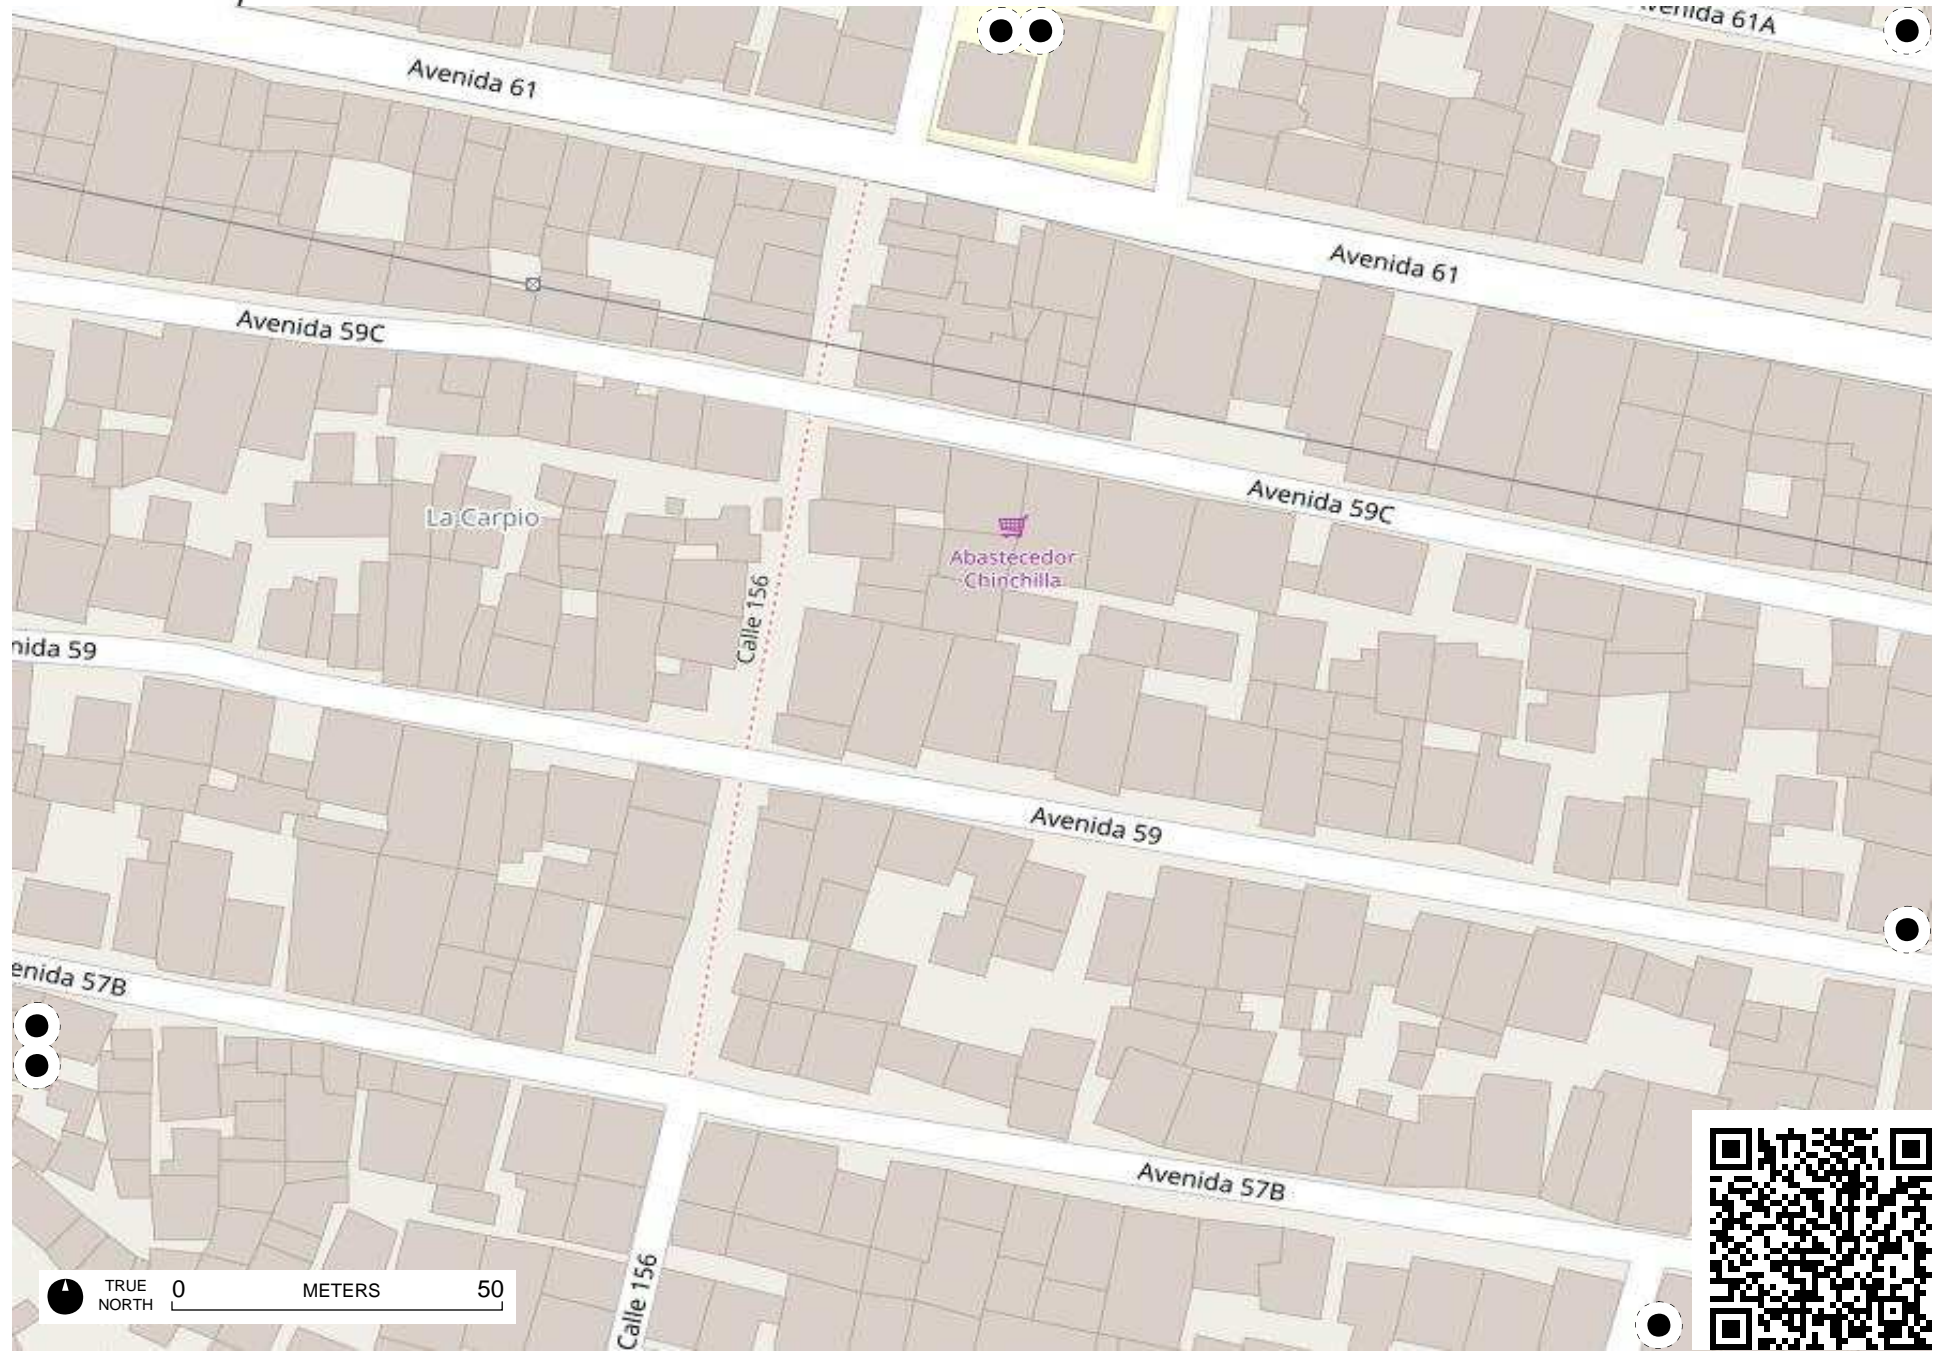 Avenida 61A
Avenida 61
Avenida 61
Avenida 59C
Avenida 59C
La Carpio
Abastecedor
Chinchilla
Calle 156
nida 59
Avenida 59
enida 57B
Avenida 57B
Calle 156
TRUE
NORTH
0
METERS
50